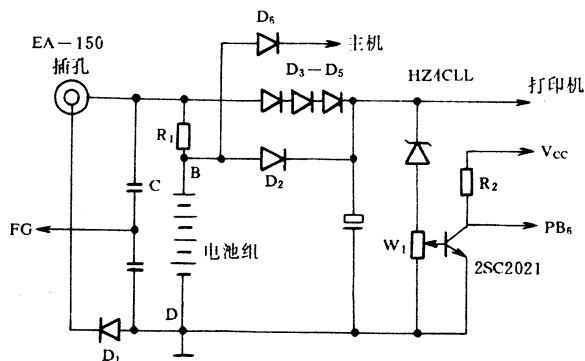 EA－150
插孔
D₆
主机
D₃－D₅
HZ4CLL
打印机
R₁
B
D₂
C
FG
电池组
D
D₁
W₁
R₂
Vcc
PB₆
2SC2021